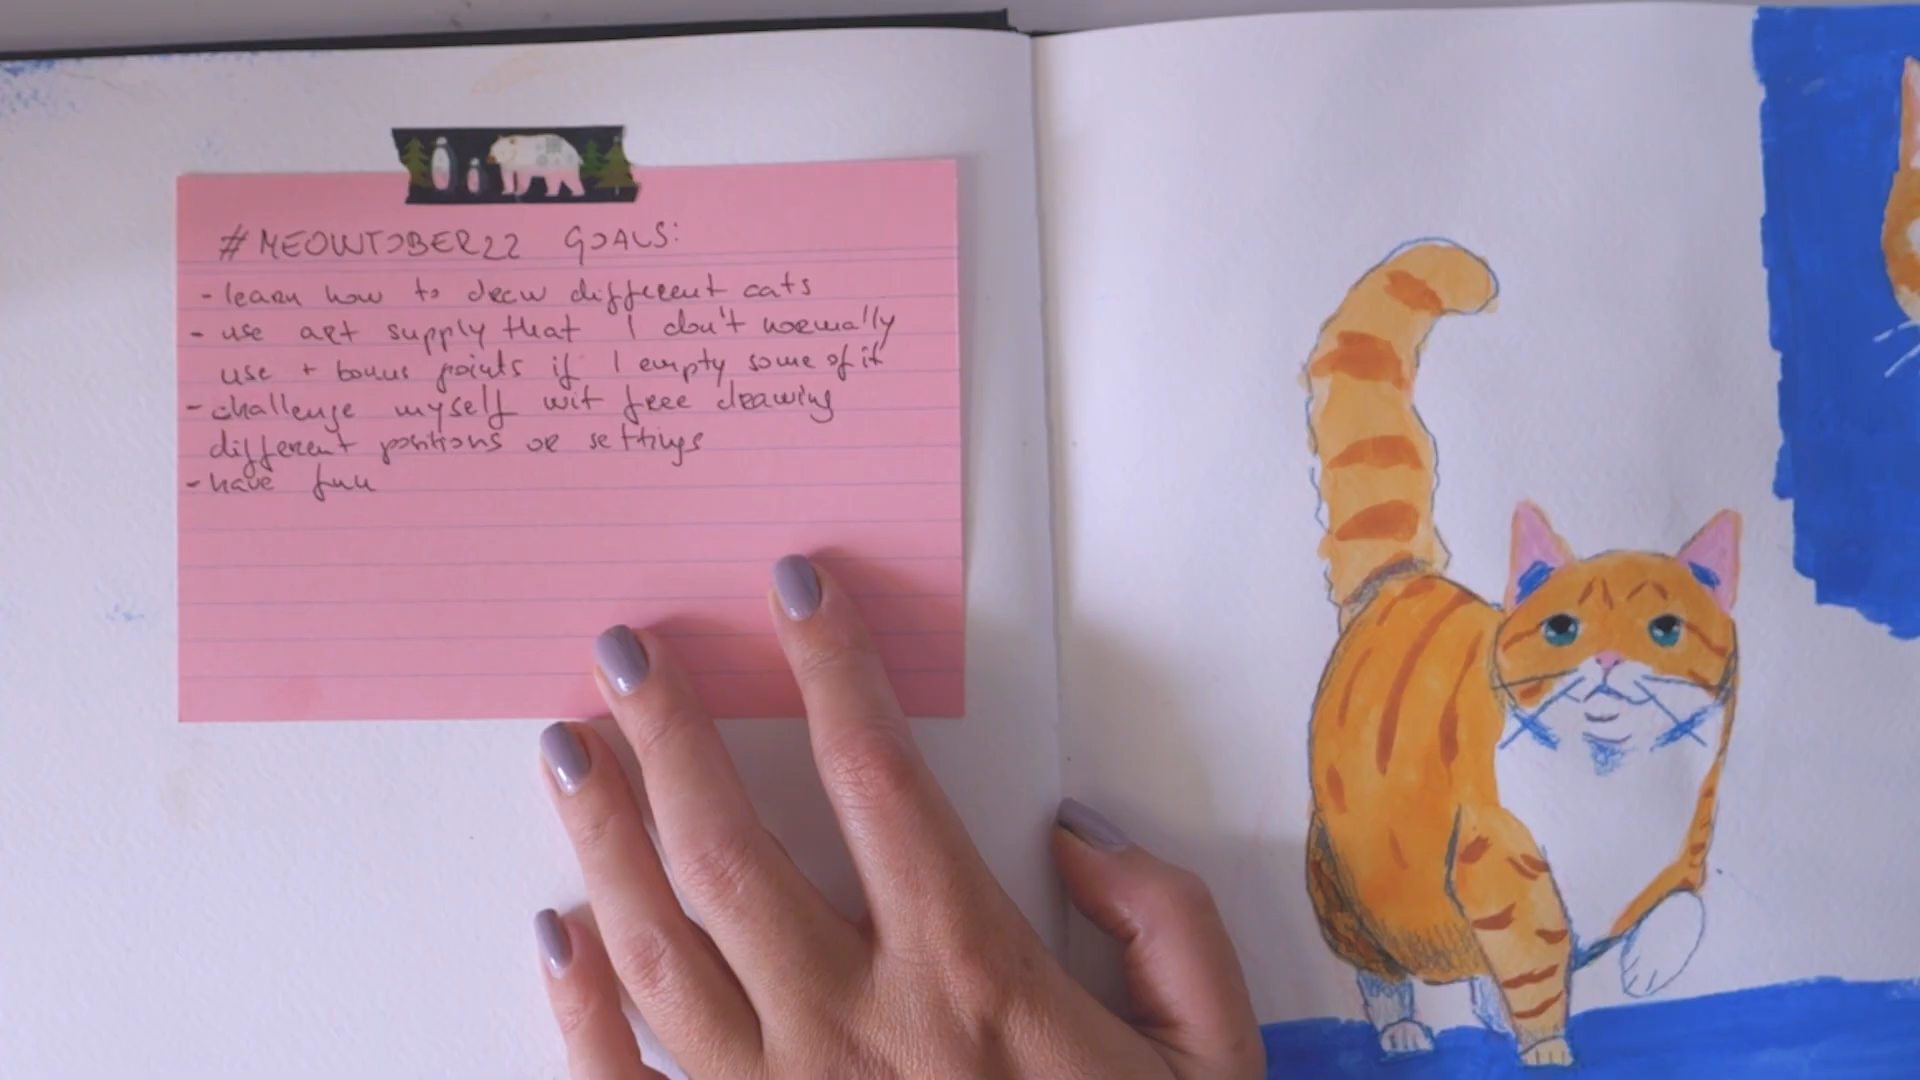 # MEOWTOBER22 GOALS:
- learn how to draw different cats
- use art supply that I don't normally
use + bonus points if I empty some of it
- challenge myself wit free drawing
different positions or settings
- have fun